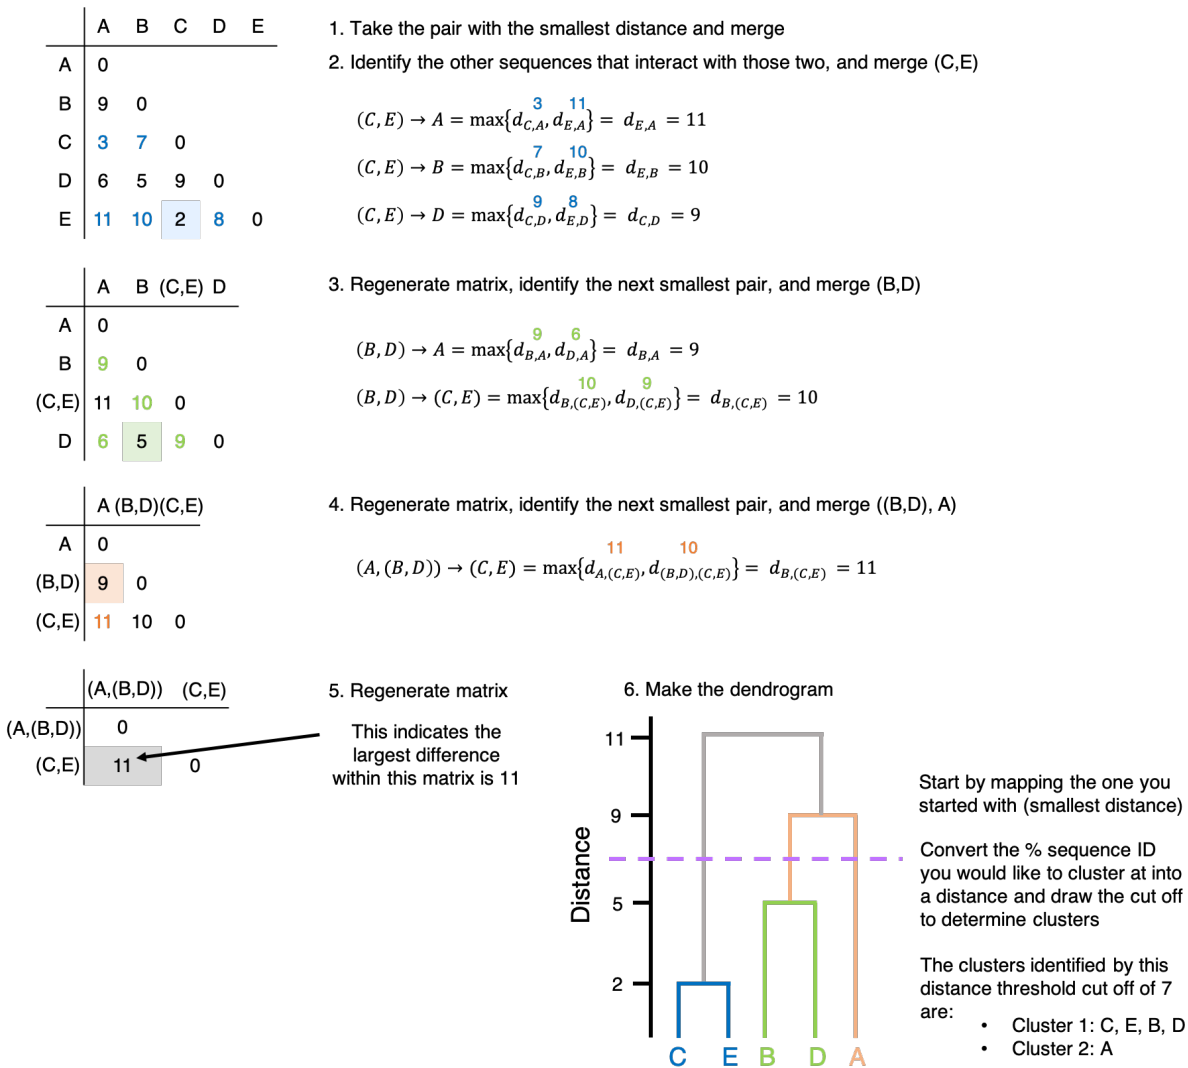 A B C D E
A 0
B 9 0
C 3 7 0
D 6 5 9 0
E 11 10 2 8 0
1. Take the pair with the smallest distance and merge
2. Identify the other sequences that interact with those two, and merge (C,E)
3 11
(C, E) → A = max{d_{C,A}, d_{E,A}} = d_{E,A} = 11
7 10
(C, E) → B = max{d_{C,B}, d_{E,B}} = d_{E,B} = 10
9 8
(C, E) → D = max{d_{C,D}, d_{E,D}} = d_{C,D} = 9
A B (C,E) D
A 0
B 9 0
(C,E) 11 10 0
D 6 5 9 0
3. Regenerate matrix, identify the next smallest pair, and merge (B,D)
9 6
(B, D) → A = max{d_{B,A}, d_{D,A}} = d_{B,A} = 9
10 9
(B, D) → (C, E) = max{d_{B,(C,E)}, d_{D,(C,E)}} = d_{B,(C,E)} = 10
A (B,D)(C,E)
A 0
(B,D) 9 0
(C,E) 11 10 0
4. Regenerate matrix, identify the next smallest pair, and merge ((B,D), A)
11 10
(A, (B, D)) → (C, E) = max{d_{A,(C,E)}, d_{(B,D),(C,E)}} = d_{B,(C,E)} = 11
(A,(B,D)) (C,E)
(A,(B,D)) 0
(C,E) 11 0
5. Regenerate matrix
This indicates the
largest difference
within this matrix is 11
6. Make the dendrogram
Distance
11
9
5
2
C E B D A
Start by mapping the one you
started with (smallest distance)
Convert the % sequence ID
you would like to cluster at into
a distance and draw the cut off
to determine clusters
The clusters identified by this
distance threshold cut off of 7
are:
• Cluster 1: C, E, B, D
• Cluster 2: A